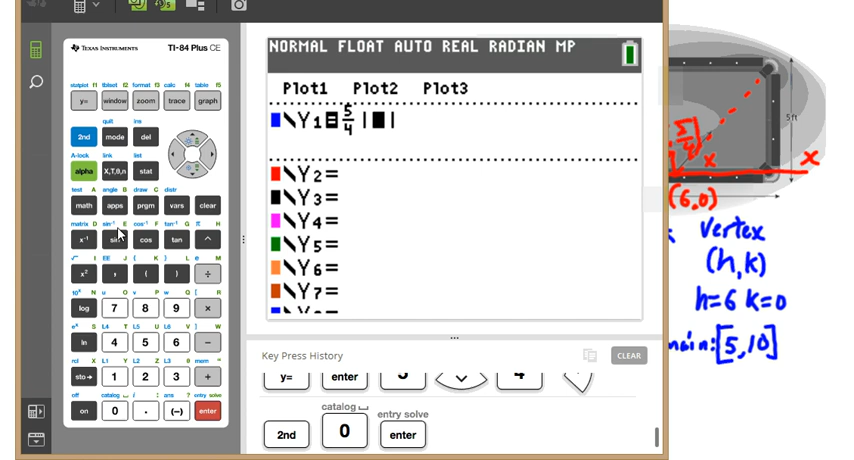 TEXAS INSTRUMENTS TI-84 Plus CE
statplot f1 tblset f2 format f3 calc f4 table f5
y= window zoom trace graph
quit ins
2nd mode del
A-lock link list
alpha X,T,θ,n stat
test A angle B draw C distr
math apps prgm vars clear
matrix D sin⁻¹ E cos⁻¹ F tan⁻¹ G π H
x⁻¹ sin cos tan ^
√ I EE J { K } L e M
x² , ( ) ÷
10ˣ N u O v P w Q [ R
log 7 8 9 ×
eˣ S L4 T L5 U L6 V ] W
ln 4 5 6 −
rcl X L1 Y L2 Z L3 θ mem "
sto→ 1 2 3 +
off catalog i : ans ? entry solve
on 0 . (−) enter
NORMAL FLOAT AUTO REAL RADIAN MP
Plot1 Plot2 Plot3
\Y1=5/4| |
\Y2=
\Y3=
\Y4=
\Y5=
\Y6=
\Y7=
Key Press History
CLEAR
y= enter 5 4
catalog entry solve
2nd 0 enter
5ft
5/4
x x
(6,0)
Vertex
(h,k)
h=6 k=0
[5,10]